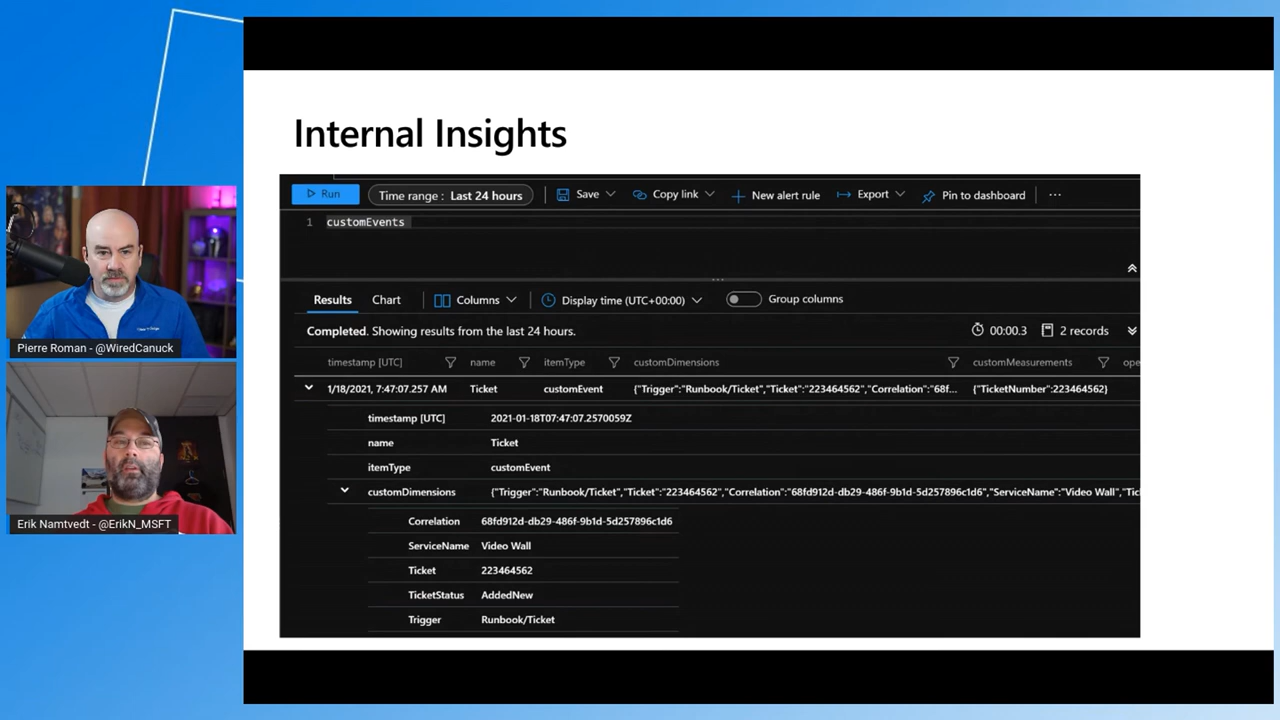 Internal Insights
Run
Time range : Last 24 hours
Save
Copy link
New alert rule
Export
Pin to dashboard
...
1 customEvents
Results
Chart
Columns
Display time (UTC+00:00)
Group columns
Completed. Showing results from the last 24 hours.
00:00.3
2 records
timestamp [UTC] name itemType customDimensions customMeasurements ope
1/18/2021, 7:47:07.257 AM Ticket customEvent {"Trigger":"Runbook/Ticket","Ticket":"223464562","Correlation":"68f... {"TicketNumber":223464562}
timestamp [UTC] 2021-01-18T07:47:07.2570059Z
name Ticket
itemType customEvent
customDimensions {"Trigger":"Runbook/Ticket","Ticket":"223464562","Correlation":"68fd912d-db29-486f-9b1d-5d257896c1d6","ServiceName":"Video Wall","Tic
Correlation 68fd912d-db29-486f-9b1d-5d257896c1d6
ServiceName Video Wall
Ticket 223464562
TicketStatus AddedNew
Trigger Runbook/Ticket
Pierre Roman - @WiredCanuck
Erik Namtvedt - @ErikN_MSFT